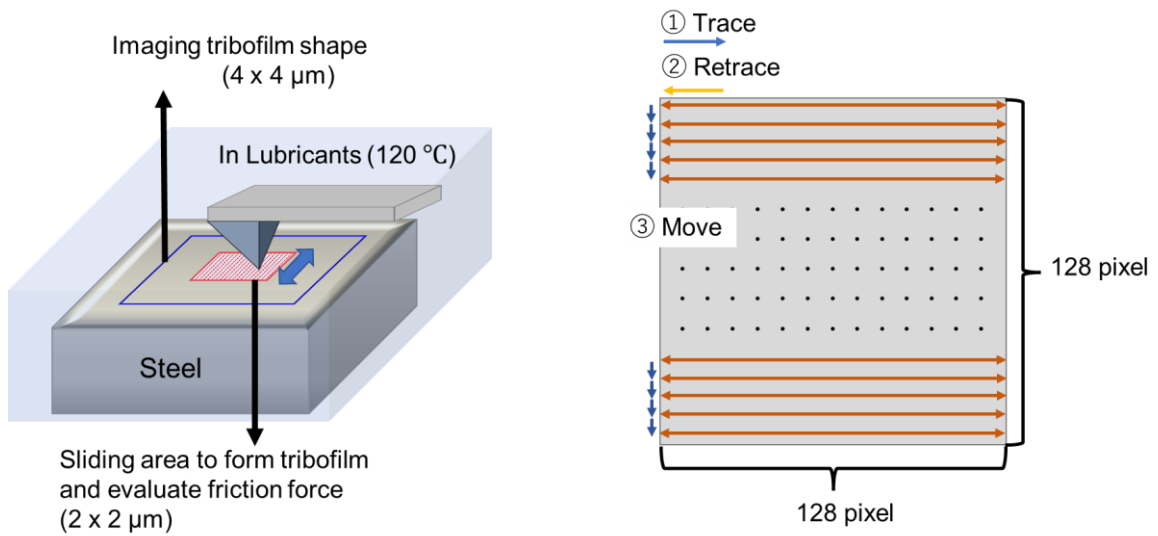 Imaging tribofilm shape
(4 x 4 μm)
In Lubricants (120 ℃)
Steel
Sliding area to form tribofilm
and evaluate friction force
(2 x 2 μm)
① Trace
② Retrace
③ Move
128 pixel
128 pixel